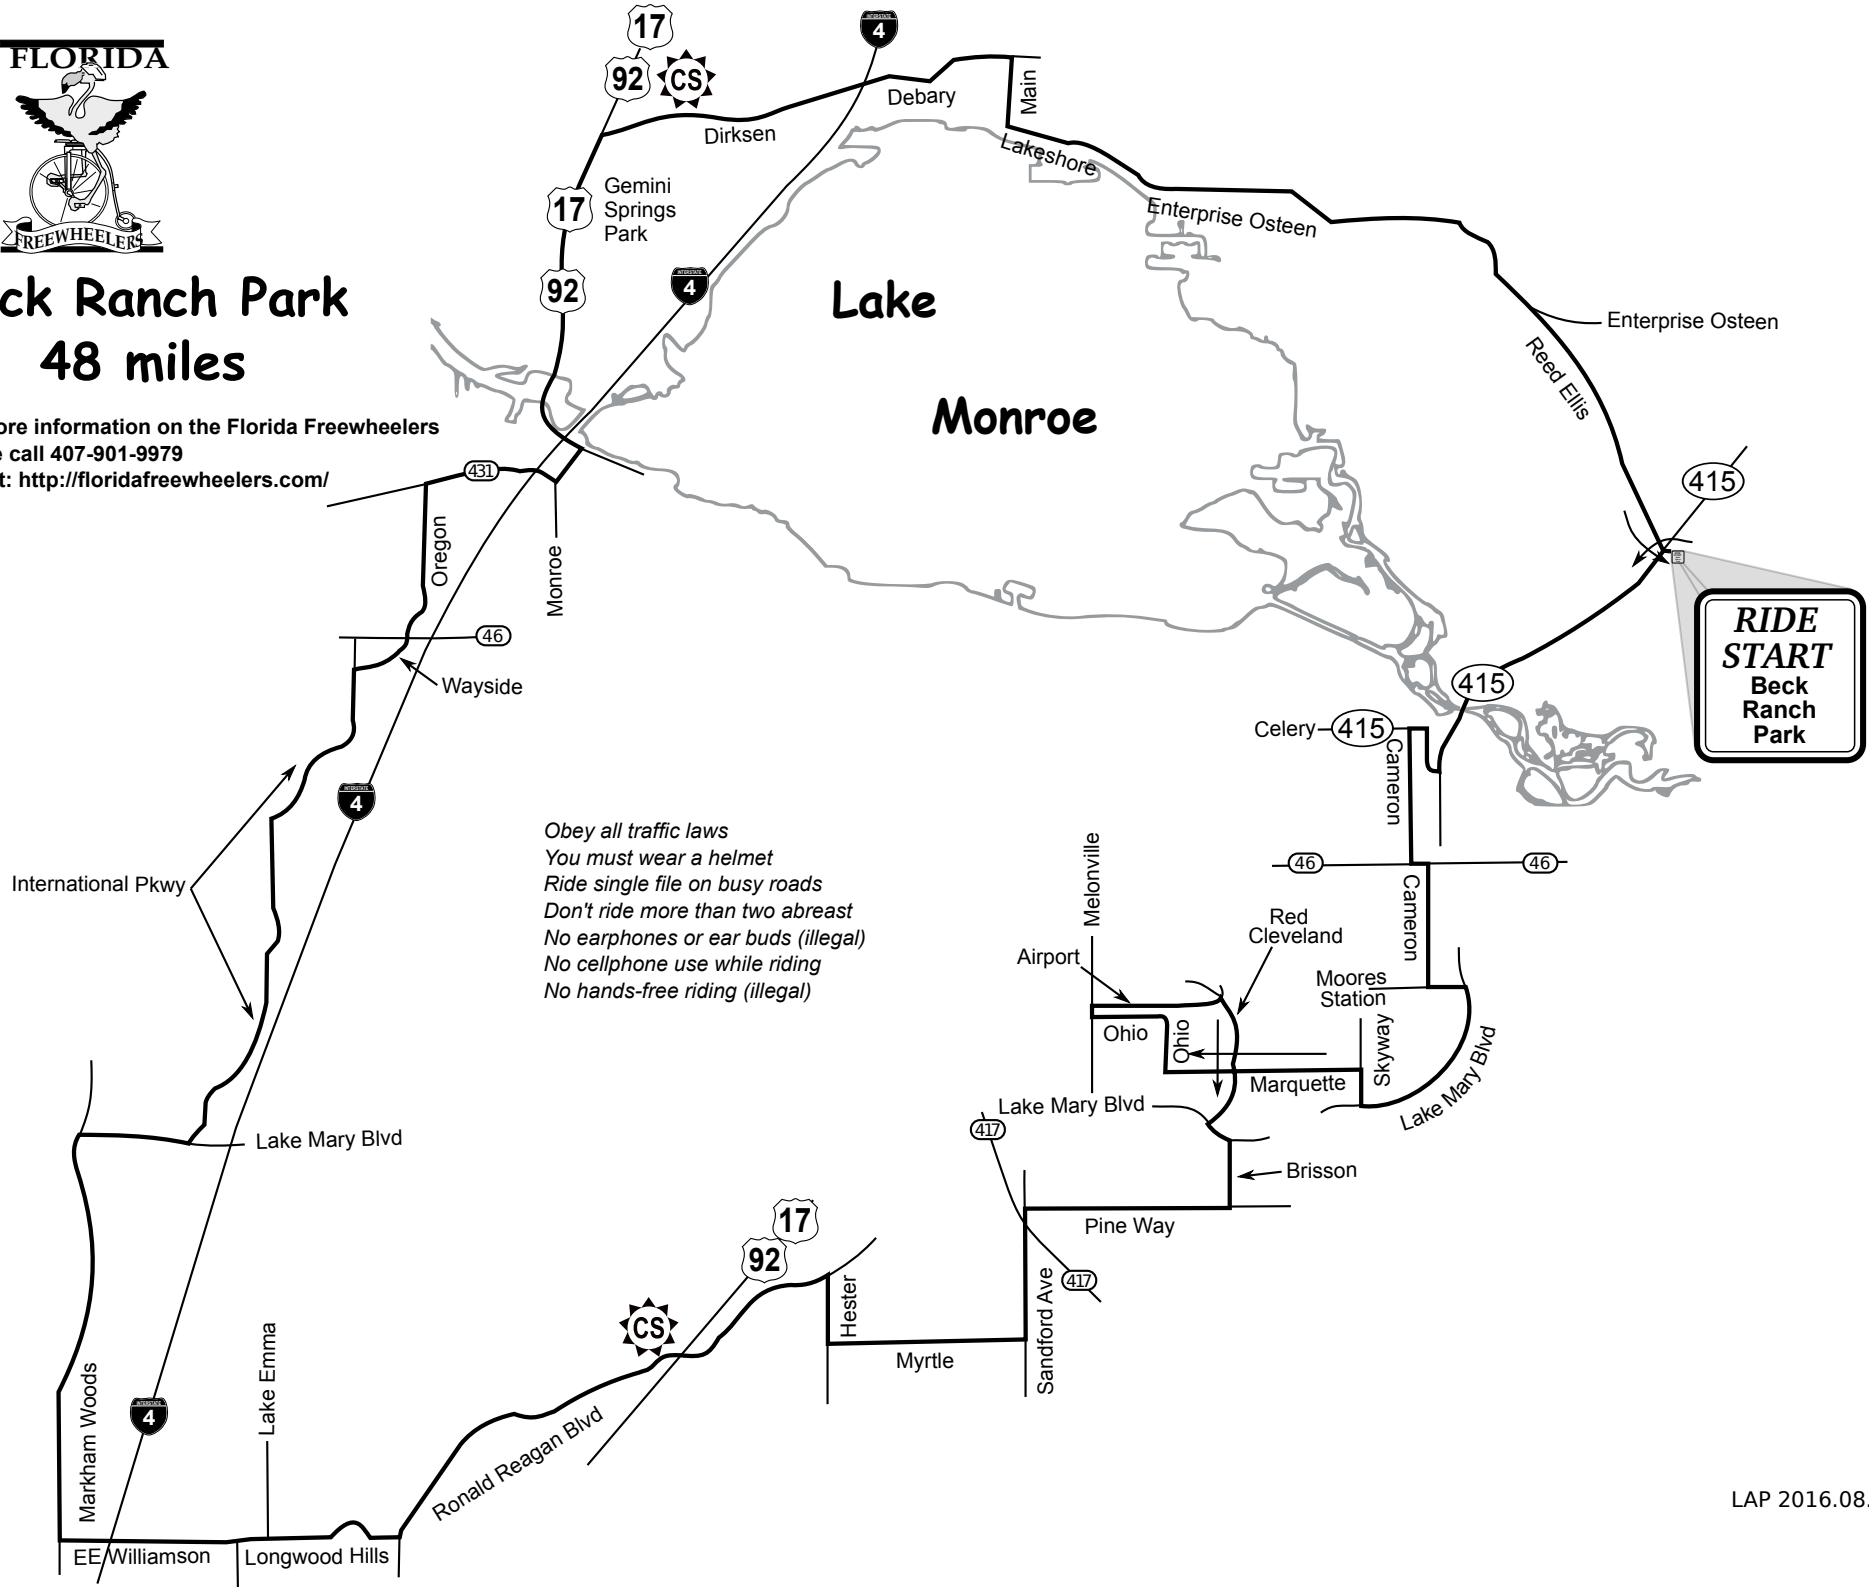 FLORIDA
FREEWHEELERS
ck Ranch Park
48 miles
ore information on the Florida Freewheelers
e call 407-901-9979
t: http://floridafreewheelers.com/
17
92
CS
INTERSTATE
4
Debary
Main
Dirksen
Lakeshore
Gemini
Springs
Park
17
92
INTERSTATE
4
Enterprise Osteen
Lake
Monroe
Enterprise Osteen
Reed Ellis
415
RIDE
START
Beck
Ranch
Park
431
Oregon
Monroe
46
Wayside
International Pkwy
INTERSTATE
4
415
Celery
415
Cameron
46
46
Cameron
Obey all traffic laws
You must wear a helmet
Ride single file on busy roads
Don't ride more than two abreast
No earphones or ear buds (illegal)
No cellphone use while riding
No hands-free riding (illegal)
Melonville
Airport
Red
Cleveland
Moores
Station
Ohio
Ohio
Skyway
Marquette
Lake Mary Blvd
Lake Mary Blvd
417
Lake Mary Blvd
Brisson
Pine Way
417
Sandford Ave
17
92
CS
Hester
Myrtle
Ronald Reagan Blvd
Lake Emma
Markham Woods
INTERSTATE
4
EE Williamson
Longwood Hills
LAP 2016.08.